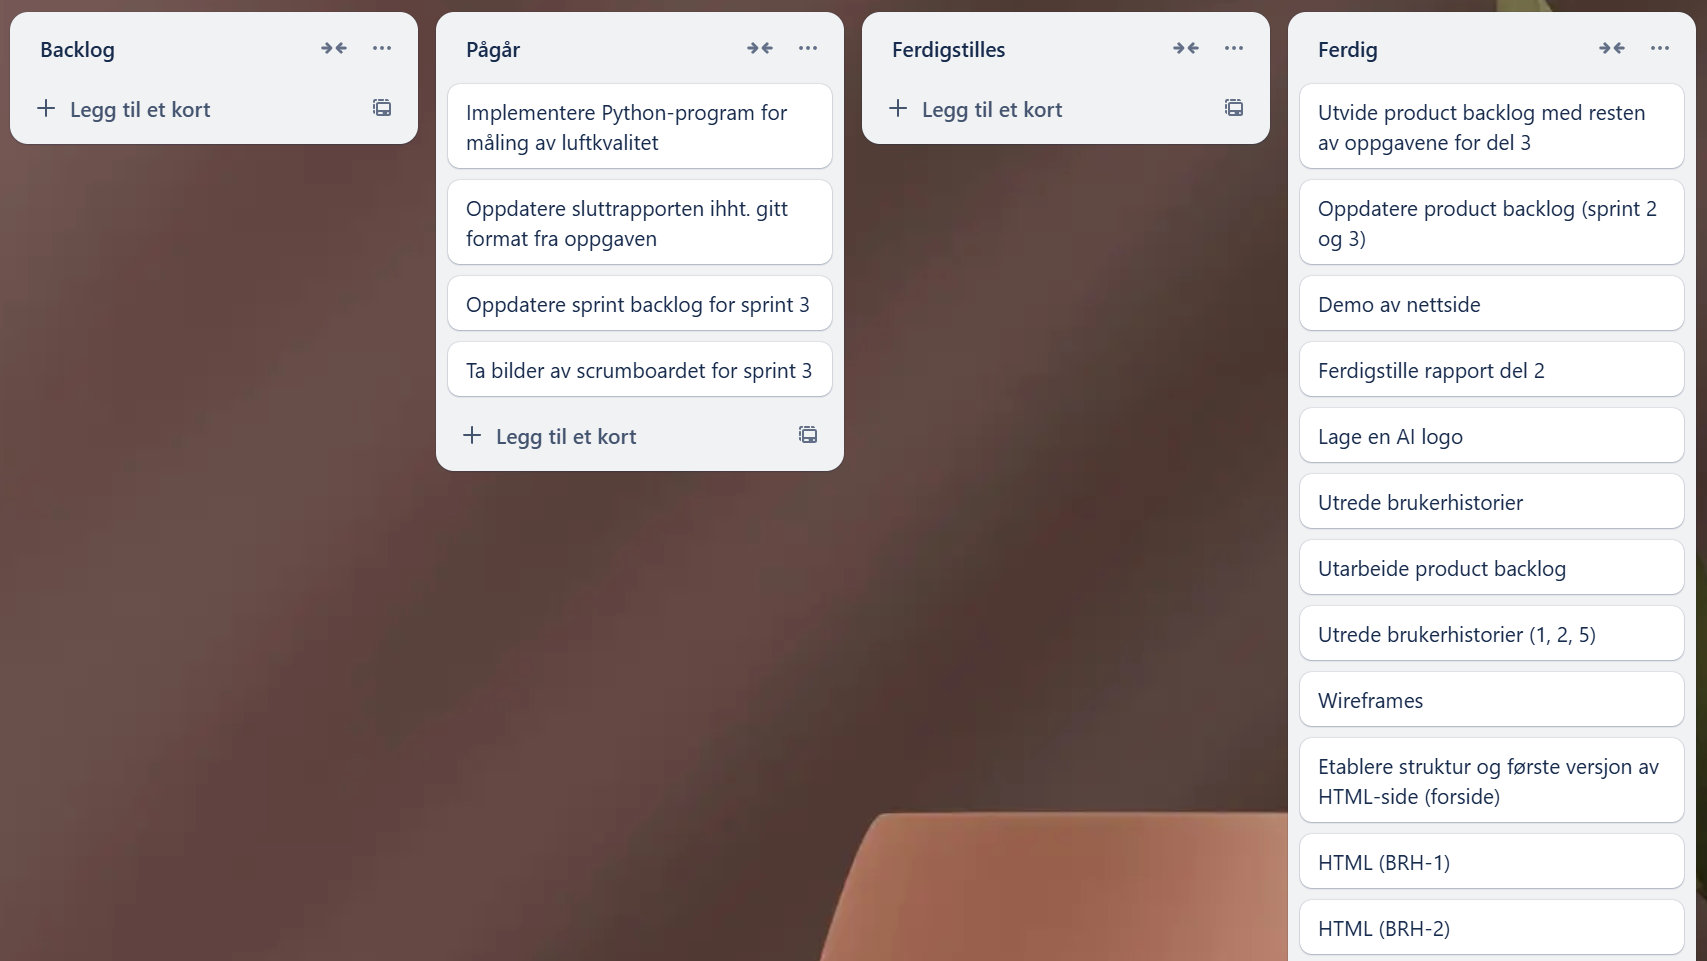 Backlog
Legg til et kort
Pågår
Implementere Python-program for
måling av luftkvalitet
Oppdatere sluttrapporten ihht. gitt
format fra oppgaven
Oppdatere sprint backlog for sprint 3
Ta bilder av scrumboardet for sprint 3
Legg til et kort
Ferdigstilles
Legg til et kort
Ferdig
Utvide product backlog med resten
av oppgavene for del 3
Oppdatere product backlog (sprint 2
og 3)
Demo av nettside
Ferdigstille rapport del 2
Lage en AI logo
Utrede brukerhistorier
Utarbeide product backlog
Utrede brukerhistorier (1, 2, 5)
Wireframes
Etablere struktur og første versjon av
HTML-side (forside)
HTML (BRH-1)
HTML (BRH-2)